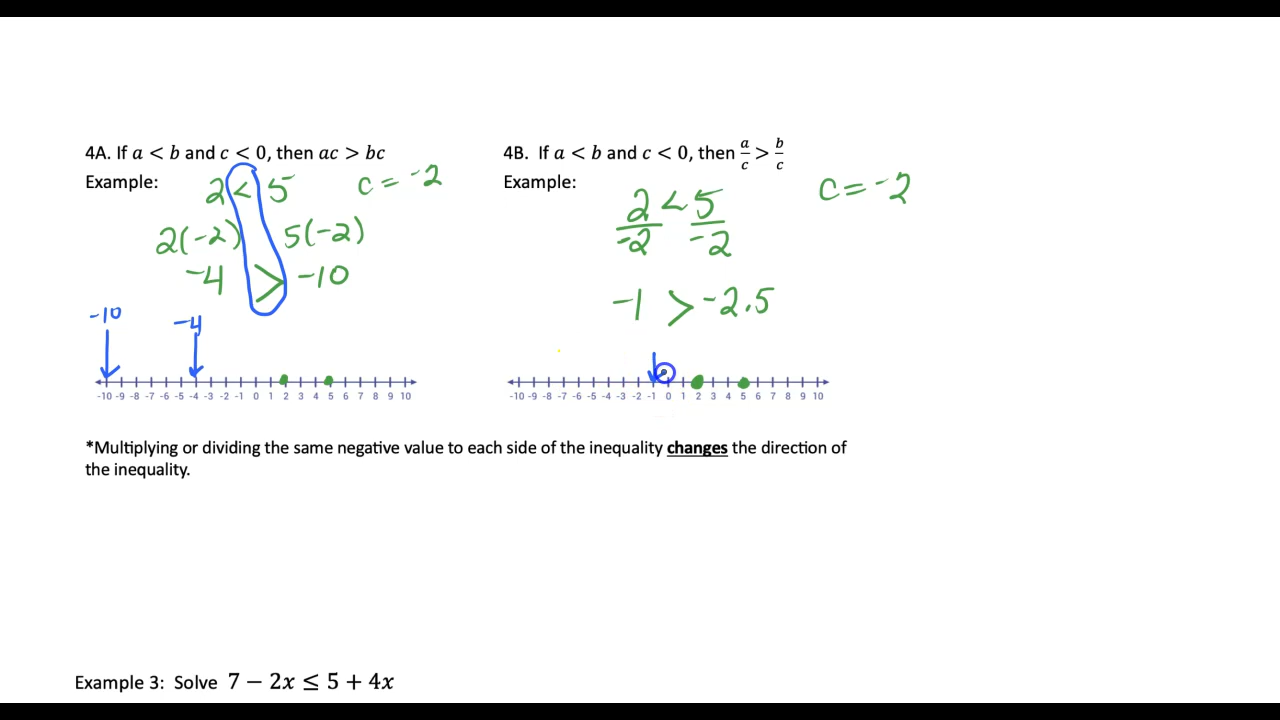 4A. If a < b and c < 0, then ac > bc
Example:
2 < 5
c = -2
2(-2) 5(-2)
-4 > -10
-10
-4
-10 -9 -8 -7 -6 -5 -4 -3 -2 -1 0 1 2 3 4 5 6 7 8 9 10
4B. If a < b and c < 0, then a/c > b/c
Example:
c = -2
2/-2 < 5/-2
-1 > -2.5
-10 -9 -8 -7 -6 -5 -4 -3 -2 -1 0 1 2 3 4 5 6 7 8 9 10
*Multiplying or dividing the same negative value to each side of the inequality changes the direction of
the inequality.
Example 3: Solve 7 − 2x ≤ 5 + 4x